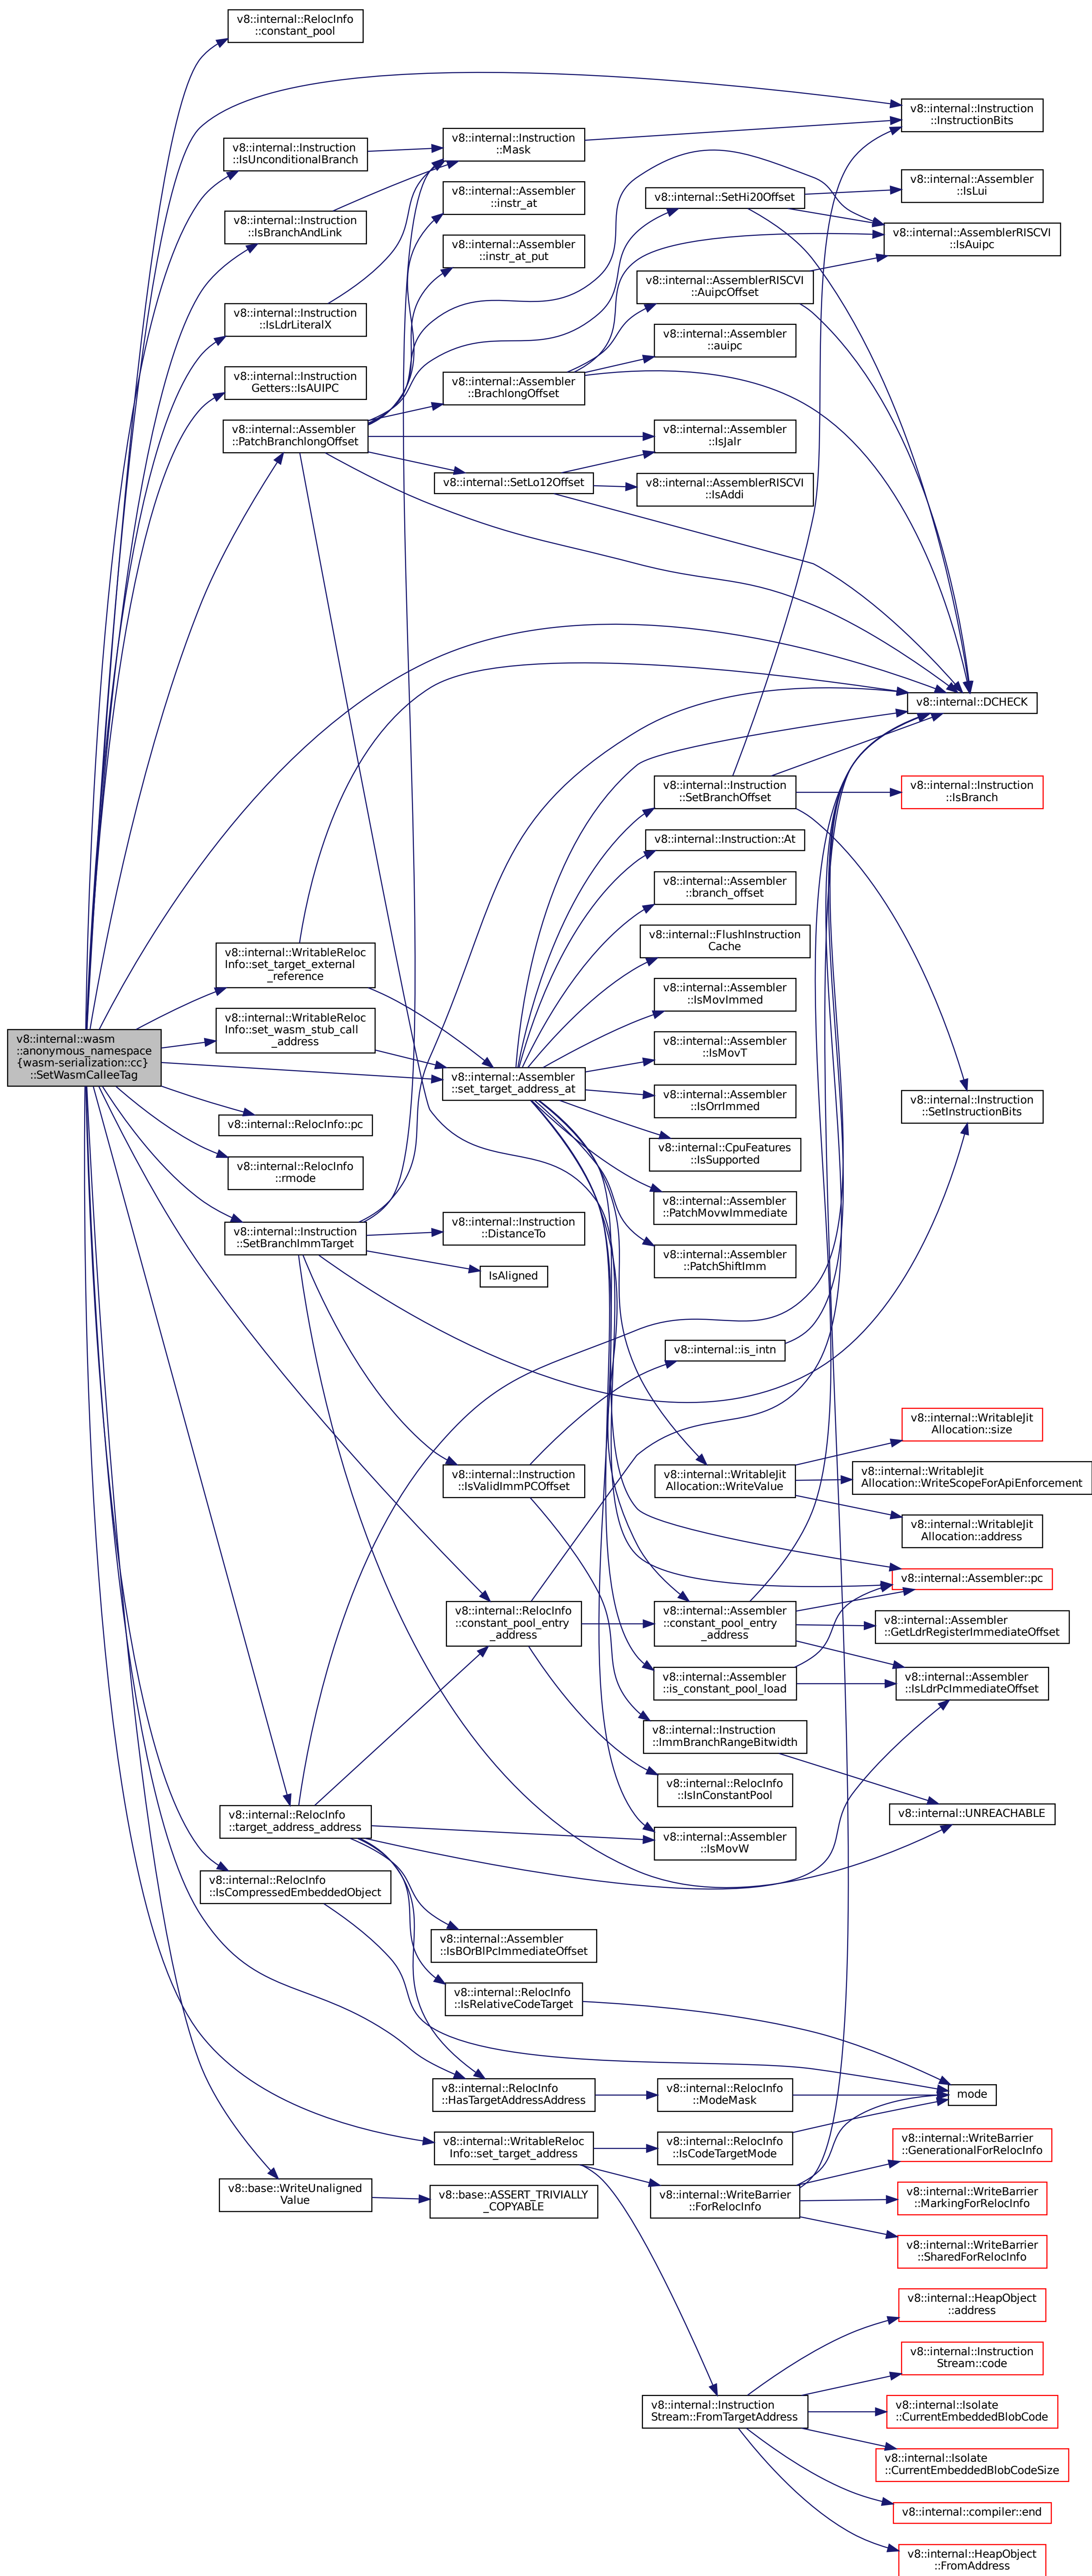 v8::internal::RelocInfo
::constant_pool
v8::internal::Instruction
::InstructionBits
v8::internal::Instruction
::Mask
v8::internal::Instruction
::IsUnconditionalBranch
v8::internal::Assembler
::IsLui
v8::internal::Assembler
::instr_at
v8::internal::SetHi20Offset
v8::internal::Instruction
::IsBranchAndLink
v8::internal::AssemblerRISCVI
::IsAuipc
v8::internal::Assembler
::instr_at_put
v8::internal::AssemblerRISCVI
::AuipcOffset
v8::internal::Instruction
::IsLdrLiteralX
v8::internal::Assembler
::auipc
v8::internal::Instruction
Getters::IsAUIPC
v8::internal::Assembler
::BrachlongOffset
v8::internal::Assembler
::PatchBranchlongOffset
v8::internal::Assembler
::IsJalr
v8::internal::SetLo12Offset
v8::internal::AssemblerRISCVI
::IsAddi
v8::internal::DCHECK
v8::internal::Instruction
::SetBranchOffset
v8::internal::Instruction
::IsBranch
v8::internal::Instruction::At
v8::internal::Assembler
::branch_offset
v8::internal::FlushInstruction
Cache
v8::internal::WritableReloc
Info::set_target_external
_reference
v8::internal::Assembler
::IsMovImmed
v8::internal::WritableReloc
Info::set_wasm_stub_call
_address
v8::internal::wasm
::anonymous_namespace
{wasm-serialization::cc}
::SetWasmCalleeTag
v8::internal::Assembler
::IsMovT
v8::internal::Assembler
::set_target_address_at
v8::internal::Assembler
::IsOrrImmed
v8::internal::Instruction
::SetInstructionBits
v8::internal::RelocInfo::pc
v8::internal::CpuFeatures
::IsSupported
v8::internal::RelocInfo
::rmode
v8::internal::Assembler
::PatchMovwImmediate
v8::internal::Instruction
::SetBranchImmTarget
v8::internal::Instruction
::DistanceTo
v8::internal::Assembler
::PatchShiftImm
IsAligned
v8::internal::is_intn
v8::internal::WritableJit
Allocation::size
v8::internal::Instruction
::IsValidImmPCOffset
v8::internal::WritableJit
Allocation::WriteValue
v8::internal::WritableJit
Allocation::WriteScopeForApiEnforcement
v8::internal::WritableJit
Allocation::address
v8::internal::Assembler::pc
v8::internal::RelocInfo
::constant_pool_entry
_address
v8::internal::Assembler
::constant_pool_entry
_address
v8::internal::Assembler
::GetLdrRegisterImmediateOffset
v8::internal::Assembler
::is_constant_pool_load
v8::internal::Assembler
::IsLdrPcImmediateOffset
v8::internal::Instruction
::ImmBranchRangeBitwidth
v8::internal::RelocInfo
::IsInConstantPool
v8::internal::UNREACHABLE
v8::internal::RelocInfo
::target_address_address
v8::internal::Assembler
::IsMovW
v8::internal::RelocInfo
::IsCompressedEmbeddedObject
v8::internal::Assembler
::IsBOrBlPcImmediateOffset
v8::internal::RelocInfo
::IsRelativeCodeTarget
v8::internal::RelocInfo
::HasTargetAddressAddress
v8::internal::RelocInfo
::ModeMask
mode
v8::internal::WritableReloc
Info::set_target_address
v8::internal::RelocInfo
::IsCodeTargetMode
v8::internal::WriteBarrier
::GenerationalForRelocInfo
v8::base::WriteUnaligned
Value
v8::base::ASSERT_TRIVIALLY
_COPYABLE
v8::internal::WriteBarrier
::ForRelocInfo
v8::internal::WriteBarrier
::MarkingForRelocInfo
v8::internal::WriteBarrier
::SharedForRelocInfo
v8::internal::HeapObject
::address
v8::internal::Instruction
Stream::code
v8::internal::Instruction
Stream::FromTargetAddress
v8::internal::Isolate
::CurrentEmbeddedBlobCode
v8::internal::Isolate
::CurrentEmbeddedBlobCodeSize
v8::internal::compiler::end
v8::internal::HeapObject
::FromAddress